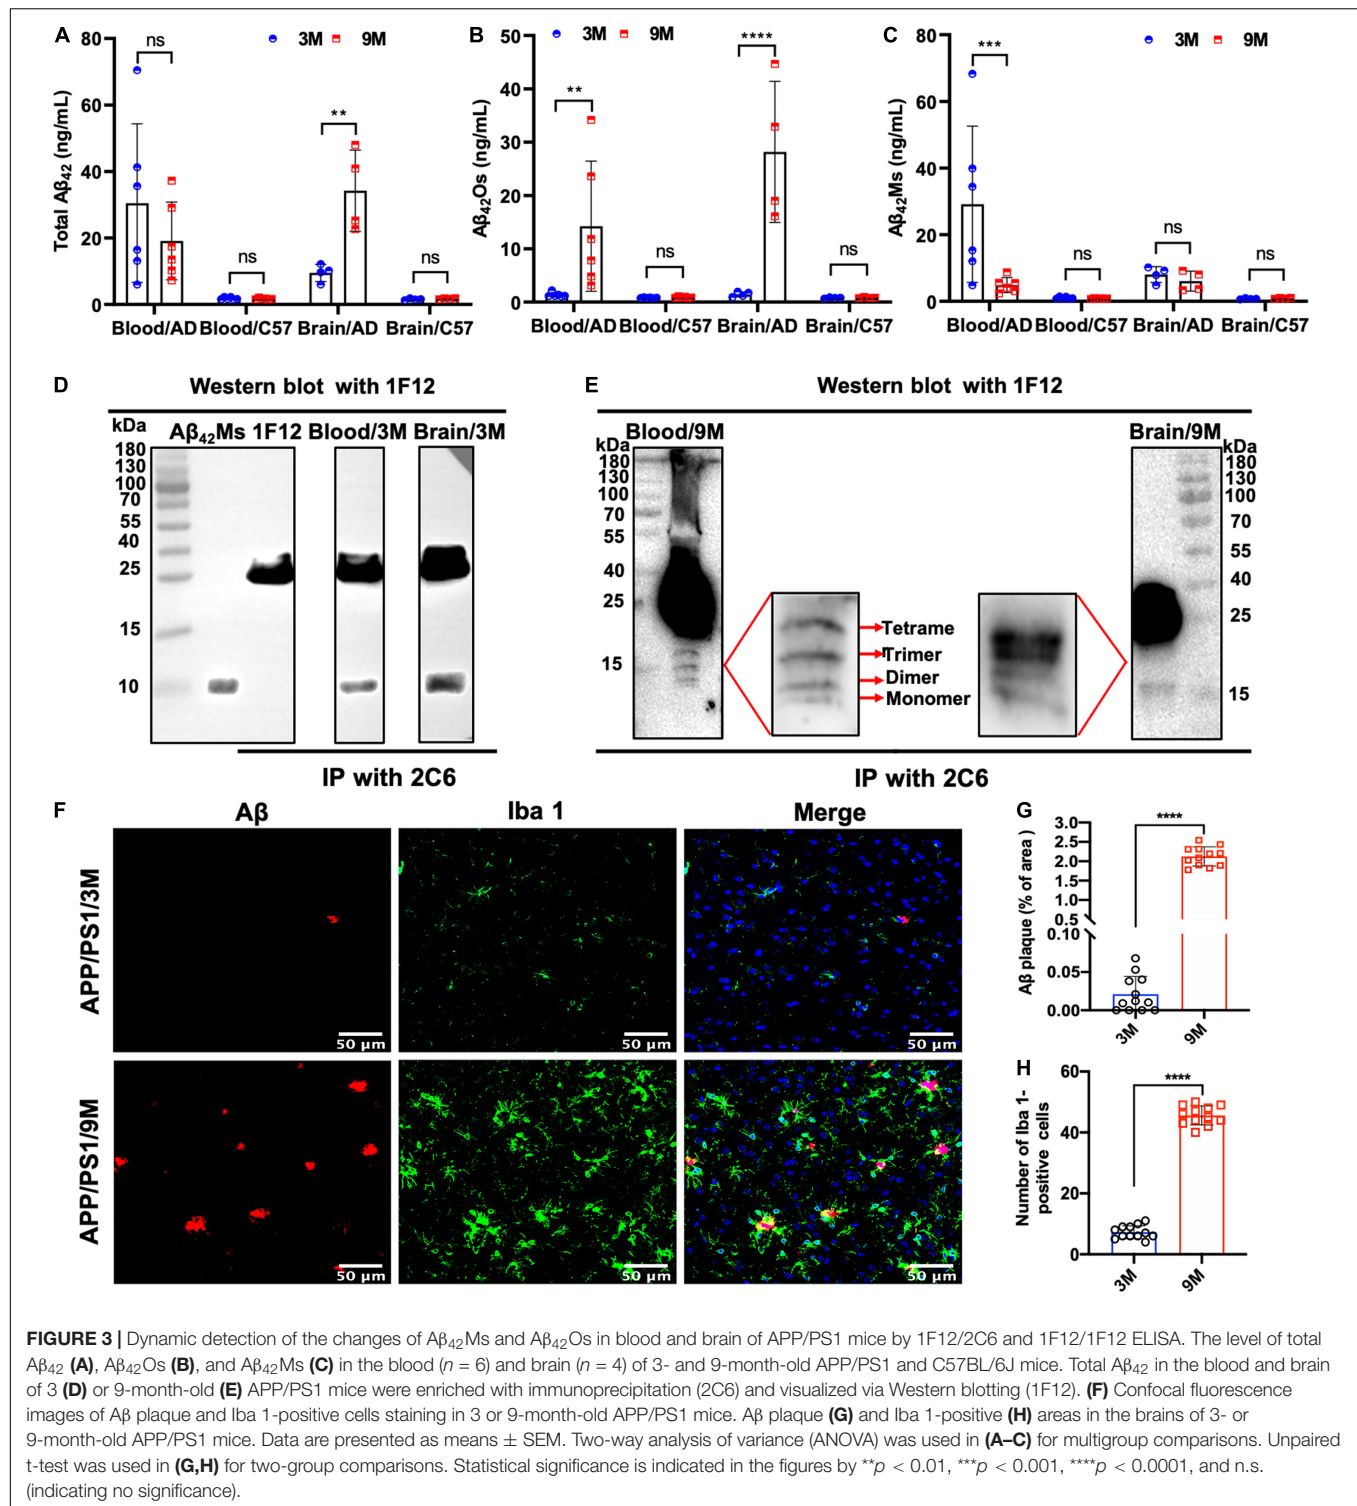 A
80
60
40
20
0
Total Aβ₄₂ (ng/mL)
3M 9M
ns
ns
**
ns
Blood/AD Blood/C57 Brain/AD Brain/C57
B
50
40
30
20
10
0
Aβ₄₂Os (ng/mL)
3M 9M
**
ns
****
ns
Blood/AD Blood/C57 Brain/AD Brain/C57
C
80
60
40
20
0
Aβ₄₂Ms (ng/mL)
3M 9M
***
ns
ns
ns
Blood/AD Blood/C57 Brain/AD Brain/C57
D
Western blot with 1F12
kDa Aβ₄₂Ms 1F12 Blood/3M Brain/3M
180
130
100
70
55
40
25
15
10
IP with 2C6
E
Western blot with 1F12
Blood/9M
kDa
180
130
100
70
55
40
25
15
Tetrame
Trimer
Dimer
Monomer
Brain/9M
kDa
180
130
100
70
55
40
25
15
IP with 2C6
F
Aβ Iba 1 Merge
APP/PS1/3M
50 µm 50 µm 50 µm
APP/PS1/9M
50 µm 50 µm 50 µm
G
Aβ plaque (% of area)
3.0
2.5
2.0
1.5
1.0
0.5
0.10
0.05
0.00
****
3M 9M
H
Number of Iba 1-
positive cells
60
40
20
0
****
3M 9M
FIGURE 3 | Dynamic detection of the changes of Aβ₄₂Ms and Aβ₄₂Os in blood and brain of APP/PS1 mice by 1F12/2C6 and 1F12/1F12 ELISA. The level of total
Aβ₄₂ (A), Aβ₄₂Os (B), and Aβ₄₂Ms (C) in the blood (n = 6) and brain (n = 4) of 3- and 9-month-old APP/PS1 and C57BL/6J mice. Total Aβ₄₂ in the blood and brain
of 3 (D) or 9-month-old (E) APP/PS1 mice were enriched with immunoprecipitation (2C6) and visualized via Western blotting (1F12). (F) Confocal fluorescence
images of Aβ plaque and Iba 1-positive cells staining in 3 or 9-month-old APP/PS1 mice. Aβ plaque (G) and Iba 1-positive (H) areas in the brains of 3- or
9-month-old APP/PS1 mice. Data are presented as means ± SEM. Two-way analysis of variance (ANOVA) was used in (A–C) for multigroup comparisons. Unpaired
t-test was used in (G,H) for two-group comparisons. Statistical significance is indicated in the figures by **p < 0.01, ***p < 0.001, ****p < 0.0001, and n.s.
(indicating no significance).